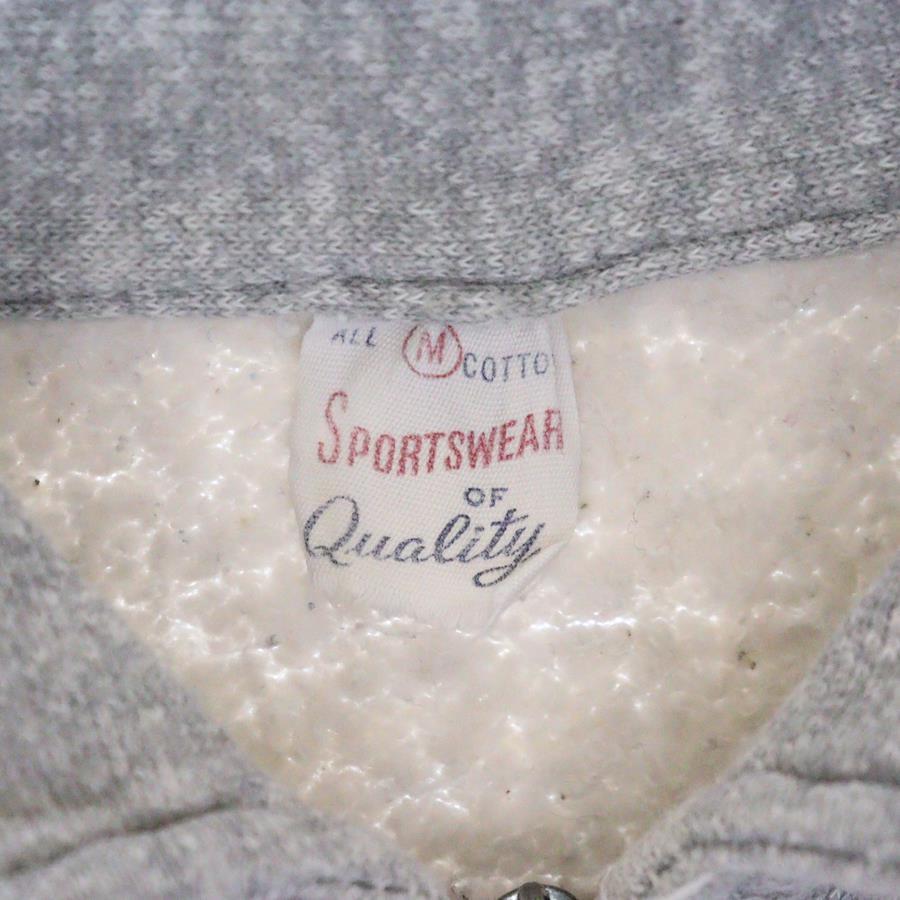 ALL M COTTO
SPORTSWEAR
OF
Quality